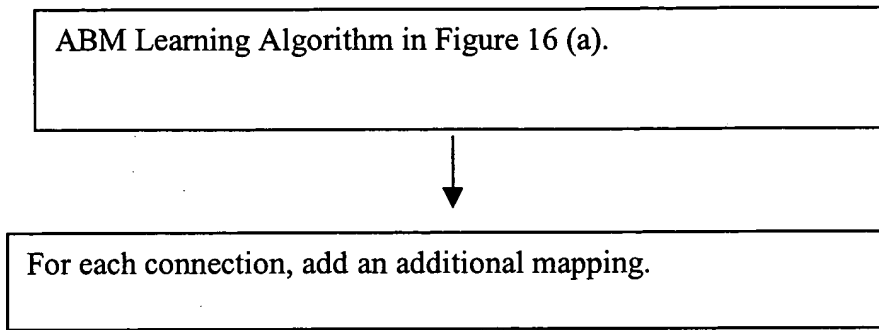 ABM Learning Algorithm in Figure 16 (a).
For each connection, add an additional mapping.